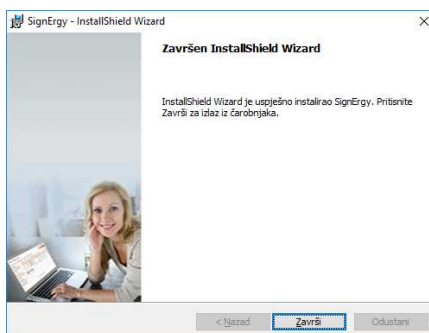 SignErgy - InstallShield Wizard
Završen InstallShield Wizard
InstallShield Wizard je uspješno instalirao SignErgy. Pritisnite
Završi za izlaz iz čarobnjaka.
< Nazad Završi Odustani